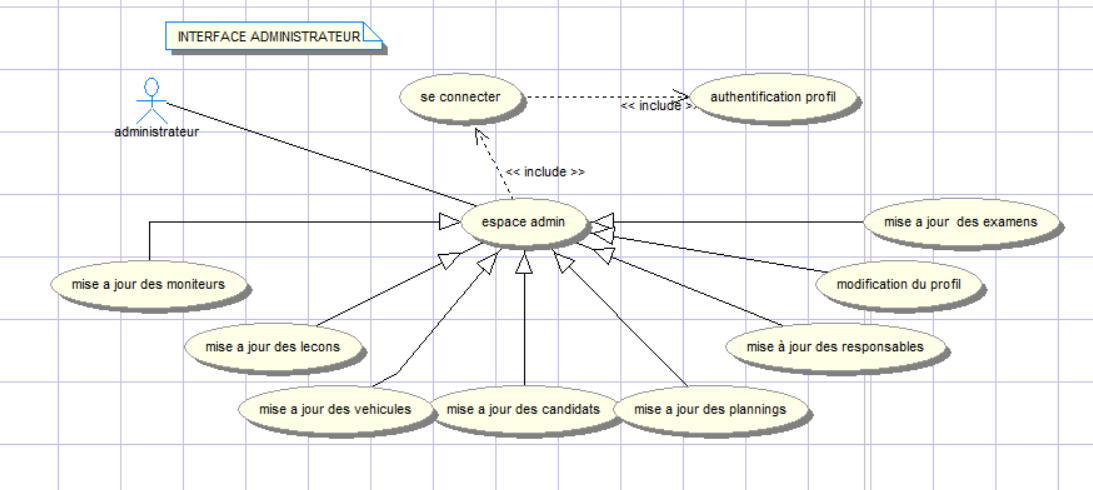 INTERFACE ADMINISTRATEUR
administrateur
se connecter
<< include >>
authentification profil
<< include >>
espace admin
mise a jour des examens
mise a jour des moniteurs
modification du profil
mise a jour des lecons
mise à jour des responsables
mise a jour des vehicules
mise a jour des candidats
mise a jour des plannings